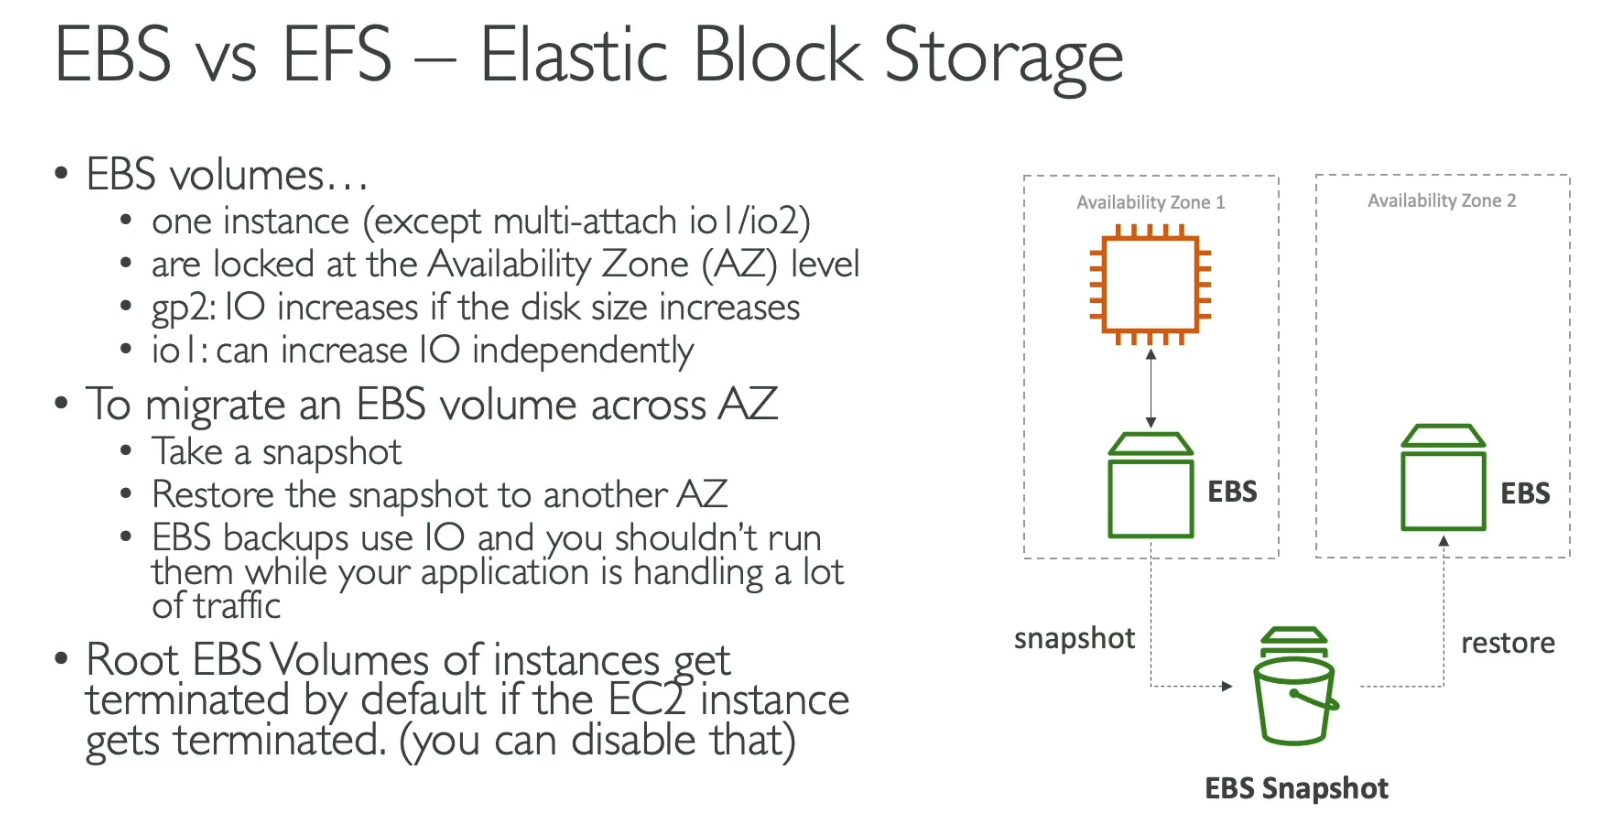 EBS vs EFS – Elastic Block Storage
• EBS volumes…
• one instance (except multi-attach io1/io2)
• are locked at the Availability Zone (AZ) level
• gp2: IO increases if the disk size increases
• io1: can increase IO independently
• To migrate an EBS volume across AZ
• Take a snapshot
• Restore the snapshot to another AZ
• EBS backups use IO and you shouldn’t run
them while your application is handling a lot
of traffic
• Root EBS Volumes of instances get
terminated by default if the EC2 instance
gets terminated. (you can disable that)
Availability Zone 1
EBS
Availability Zone 2
EBS
snapshot
restore
EBS Snapshot